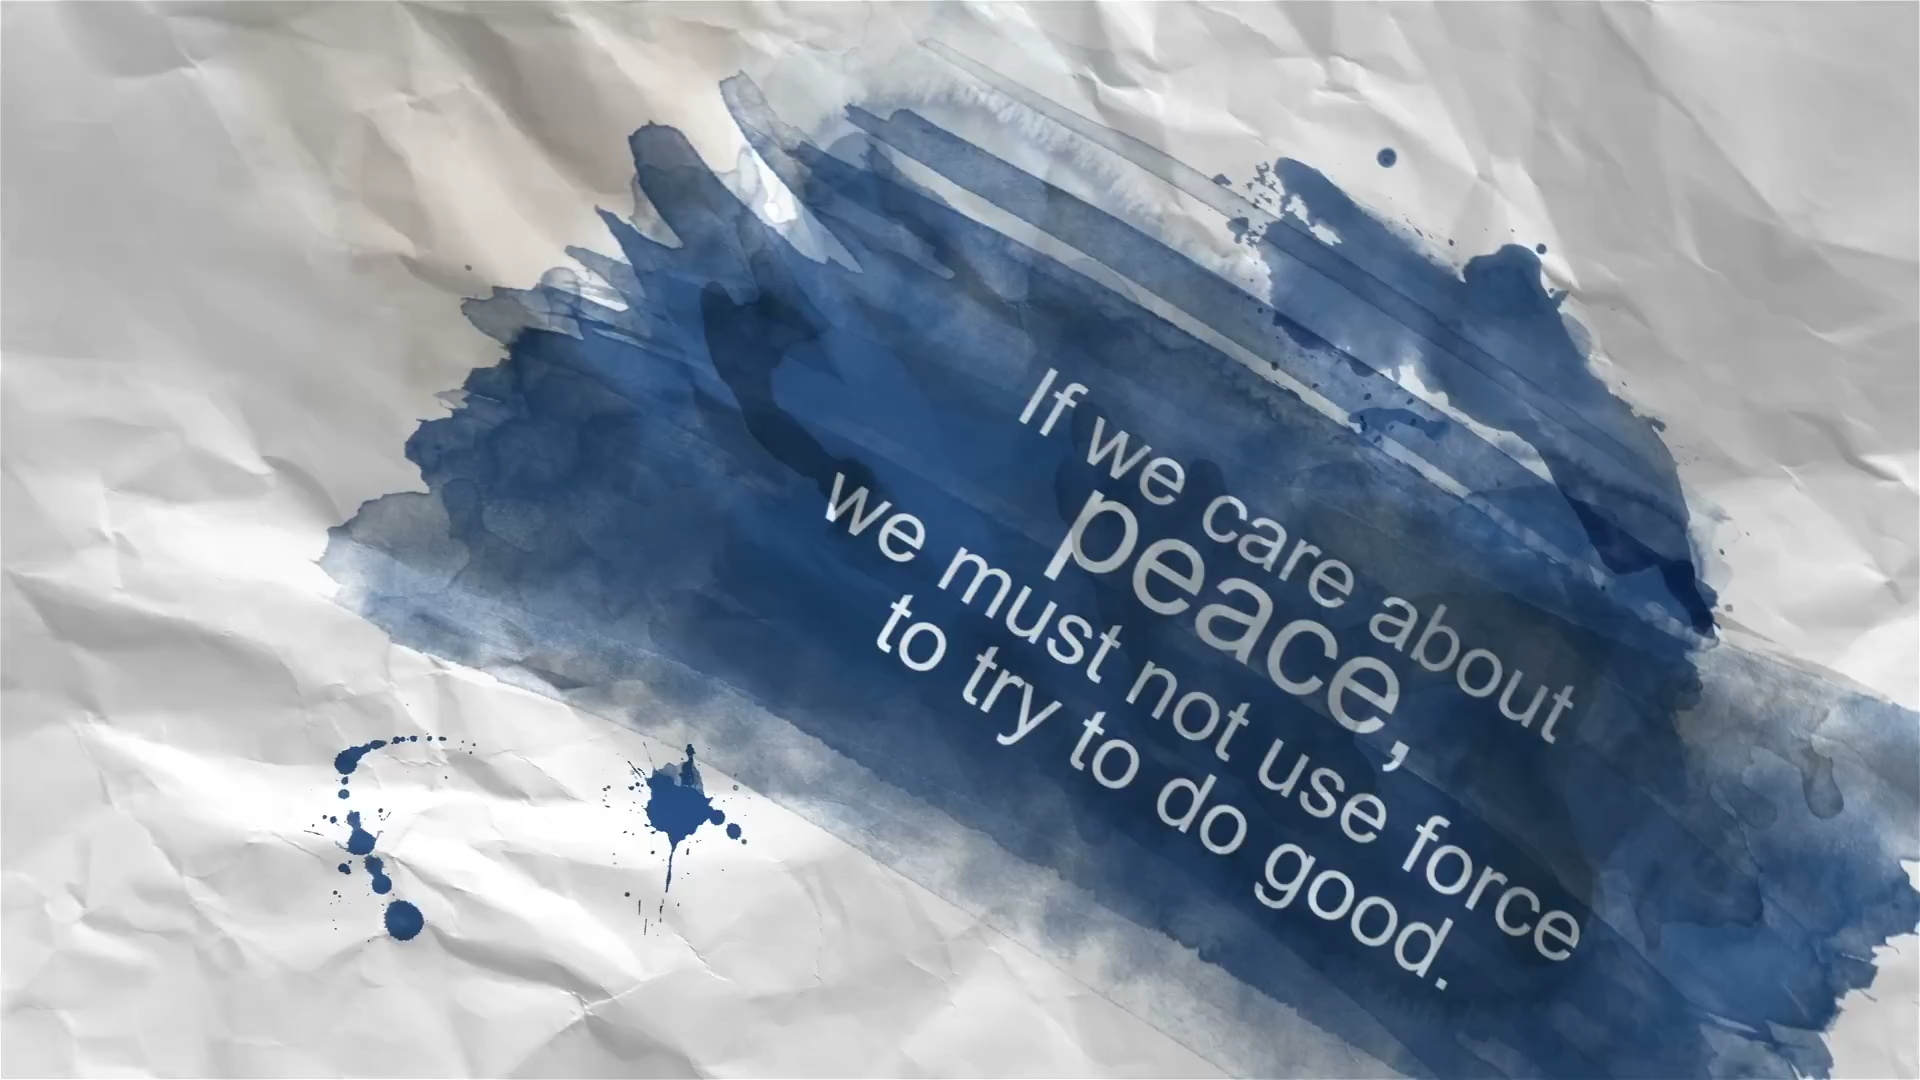 If we care about
peace,
we must not use force
to try to do good.